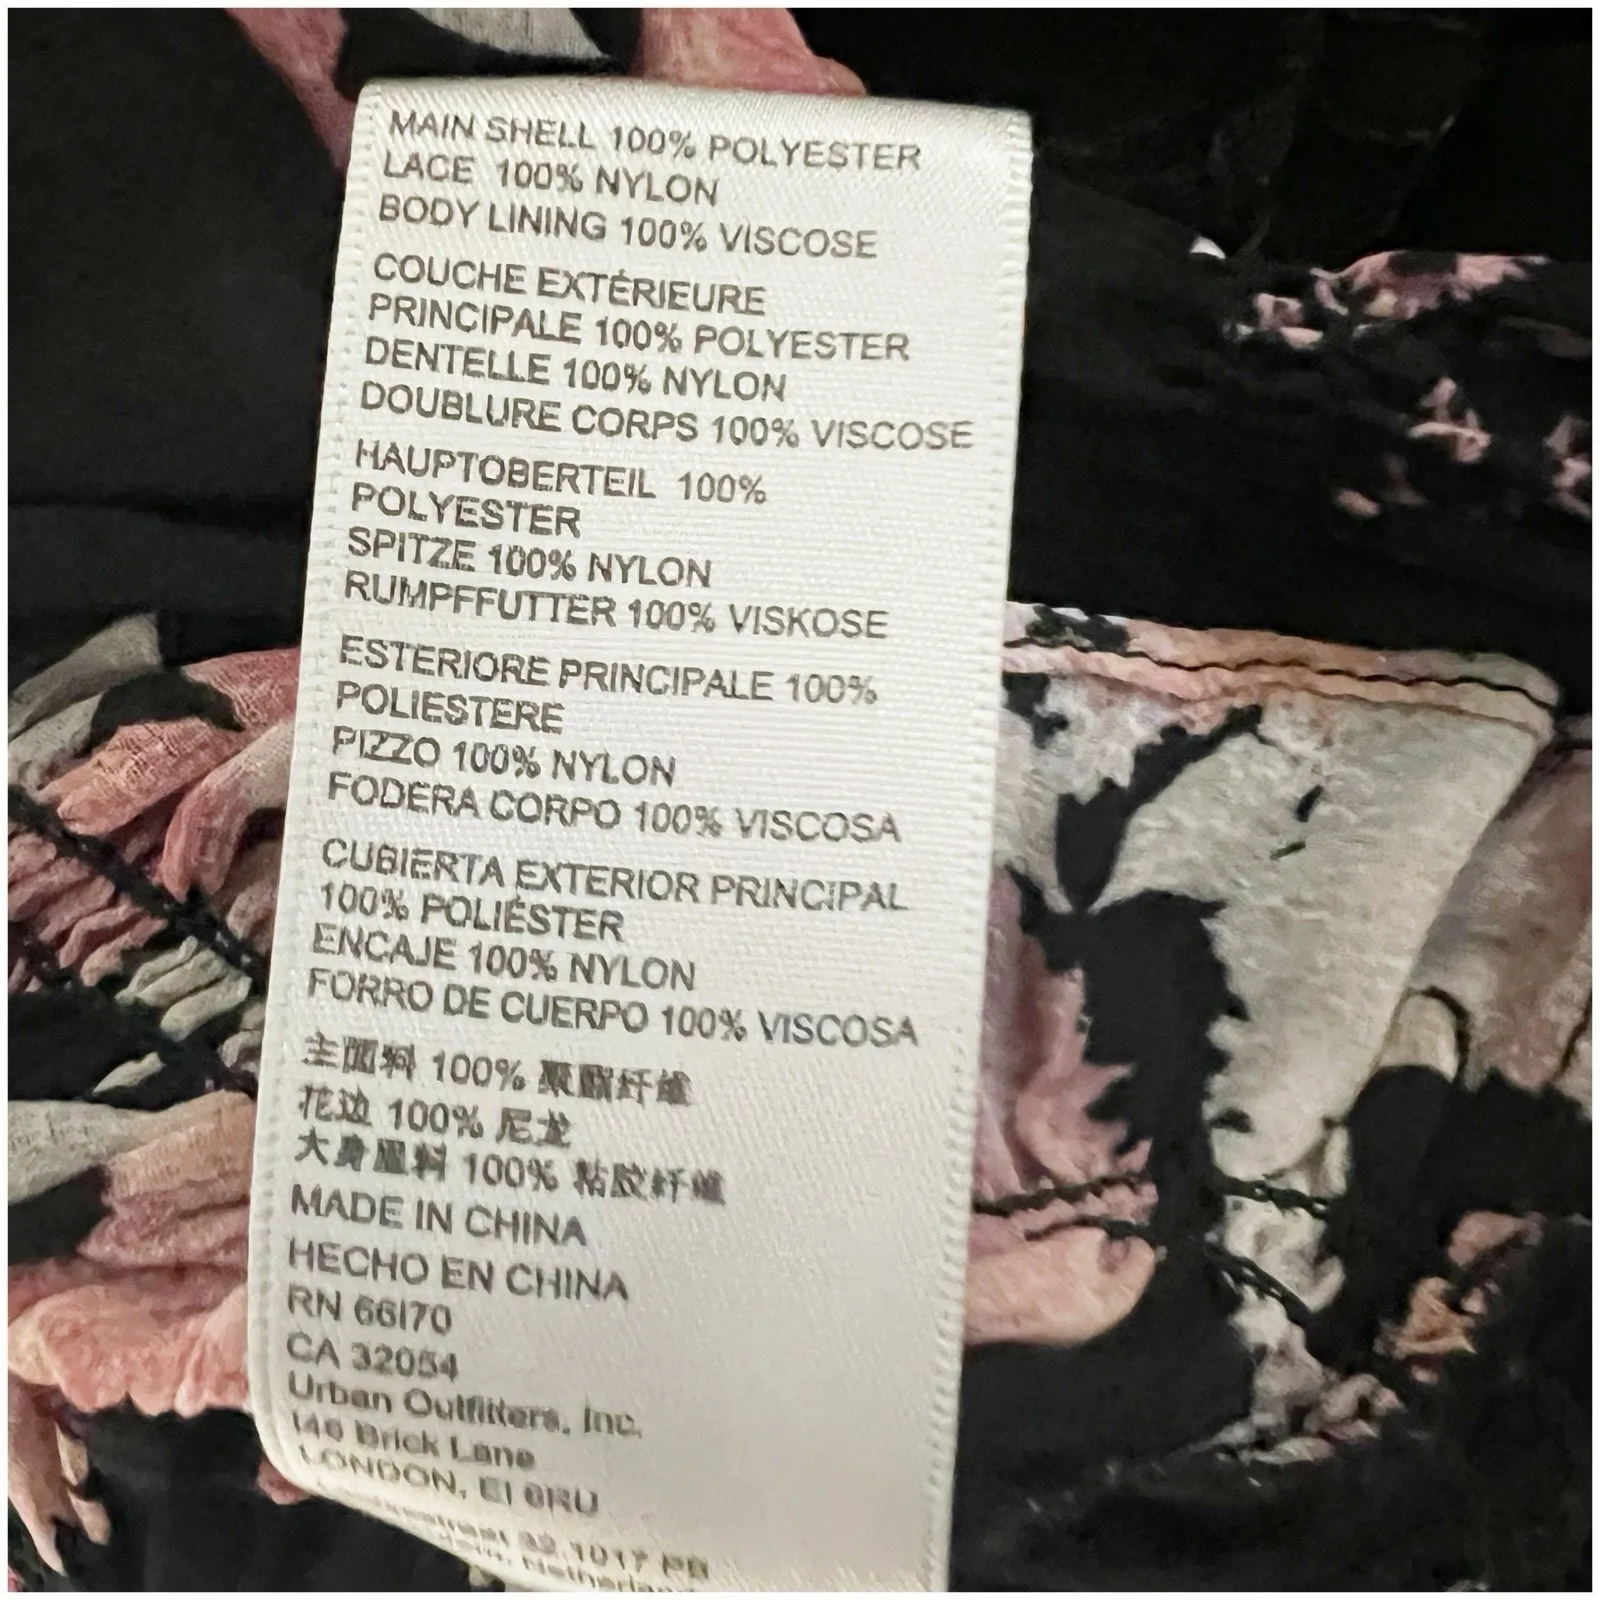 MAIN SHELL 100% POLYESTER
LACE 100% NYLON
BODY LINING 100% VISCOSE
COUCHE EXTÉRIEURE
PRINCIPALE 100% POLYESTER
DENTELLE 100% NYLON
DOUBLURE CORPS 100% VISCOSE
HAUPTOBERTEIL 100%
POLYESTER
SPITZE 100% NYLON
RUMPFFUTTER 100% VISKOSE
ESTERIORE PRINCIPALE 100%
POLIESTERE
PIZZO 100% NYLON
FODERA CORPO 100% VISCOSA
CUBIERTA EXTERIOR PRINCIPAL
100% POLIÉSTER
ENCAJE 100% NYLON
FORRO DE CUERPO 100% VISCOSA
主面料 100% 聚酯纤维
花边 100% 尼龙
大身里料 100% 粘胶纤维
MADE IN CHINA
HECHO EN CHINA
RN 66170
CA 32054
Urban Outfitters, Inc.
146 Brick Lane
LONDON, E1 6RU
32, 1017